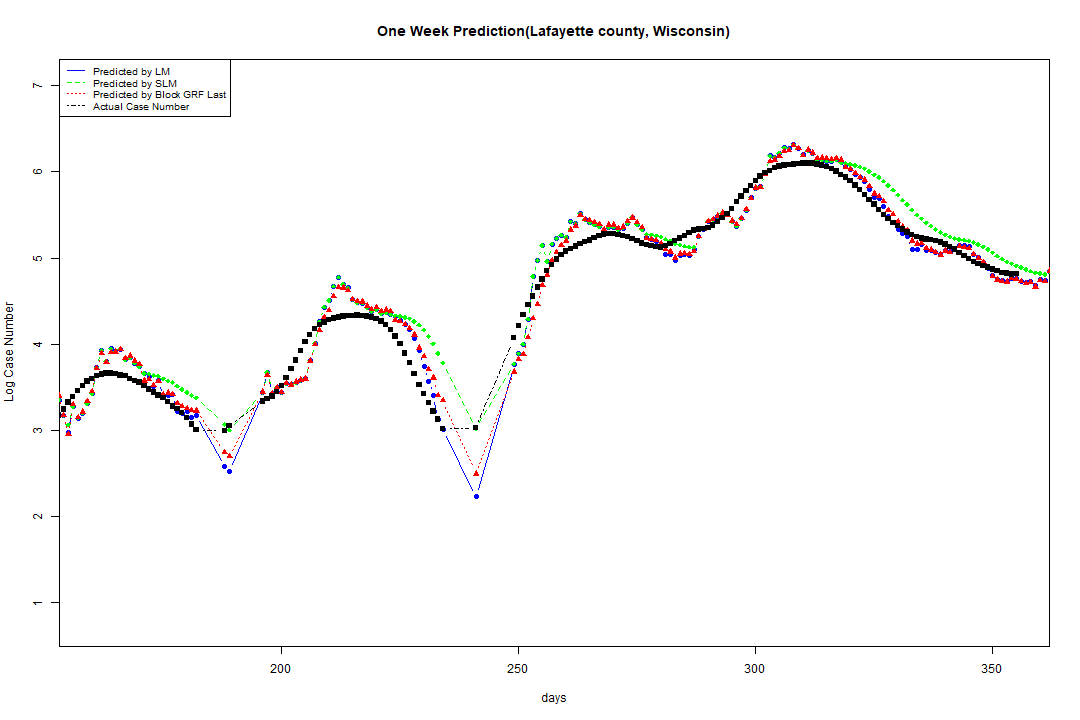 One Week Prediction(Lafayette county, Wisconsin)
Predicted by LM
Predicted by SLM
Predicted by Block GRF Last
Actual Case Number
7
6
5
4
3
2
1
Log Case Number
200 250 300 350
days